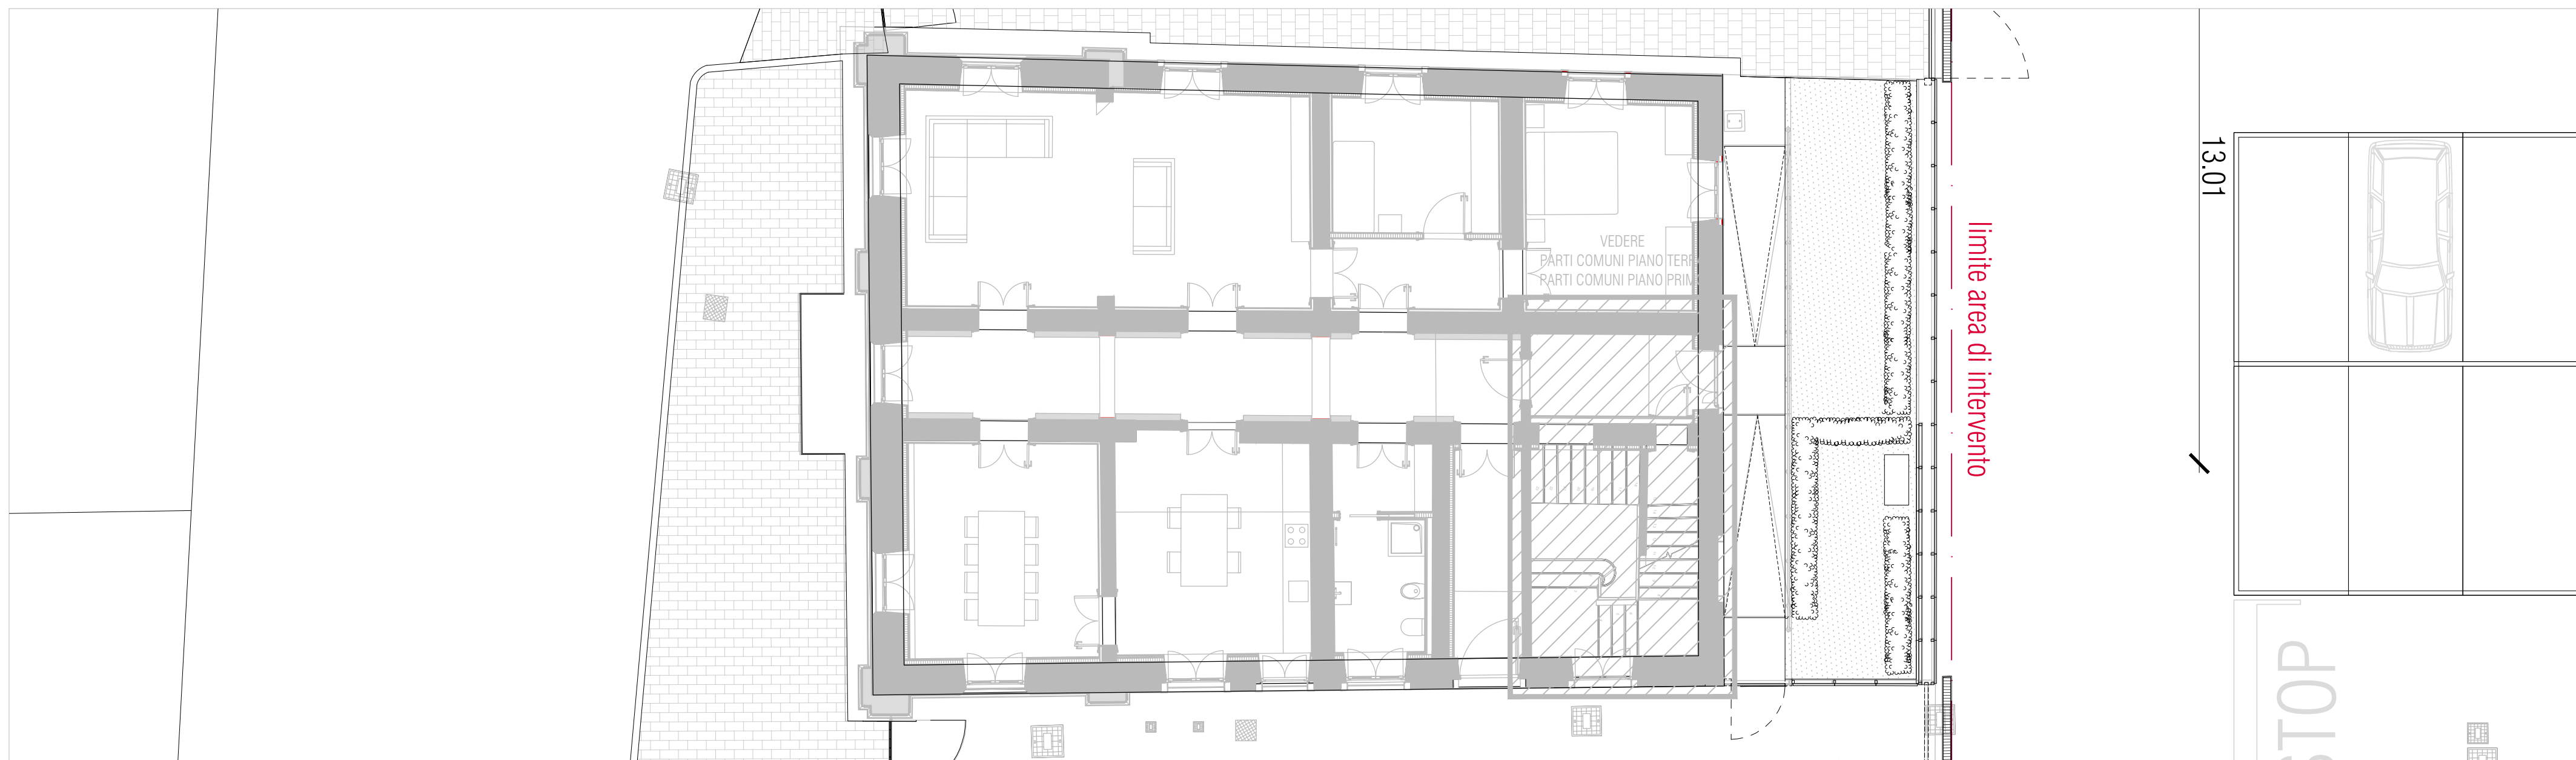 VEDERE
PARTI COMUNI PIANO TERR
PARTI COMUNI PIANO PRIM
limite area di intervento
13.01
STOP